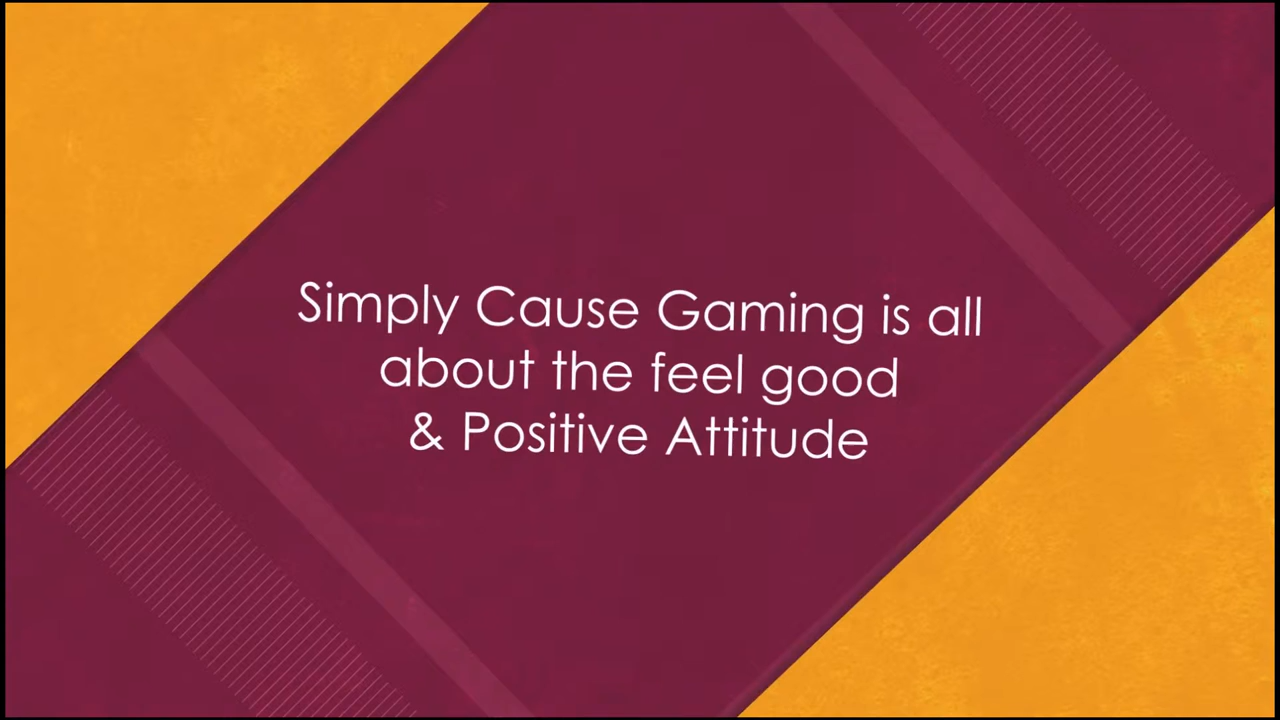 Simply Cause Gaming is all
about the feel good
& Positive Attitude